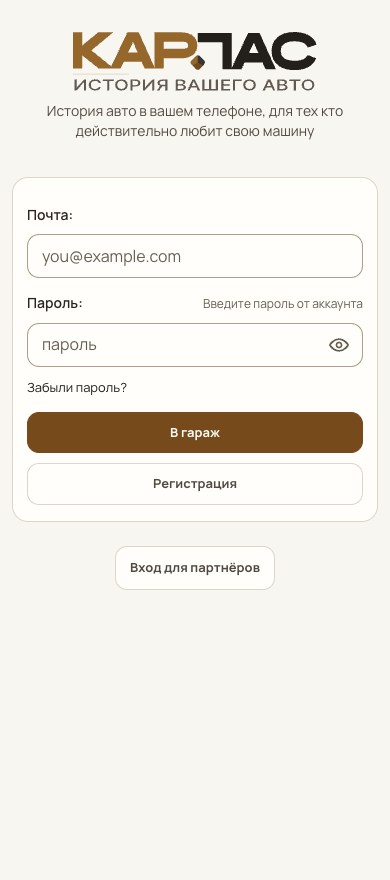 КАР.ПАС
ИСТОРИЯ ВАШЕГО АВТО
История авто в вашем телефоне, для тех кто
действительно любит свою машину
Почта:
you@example.com
Пароль:
Введите пароль от аккаунта
пароль
Забыли пароль?
В гараж
Регистрация
Вход для партнёров